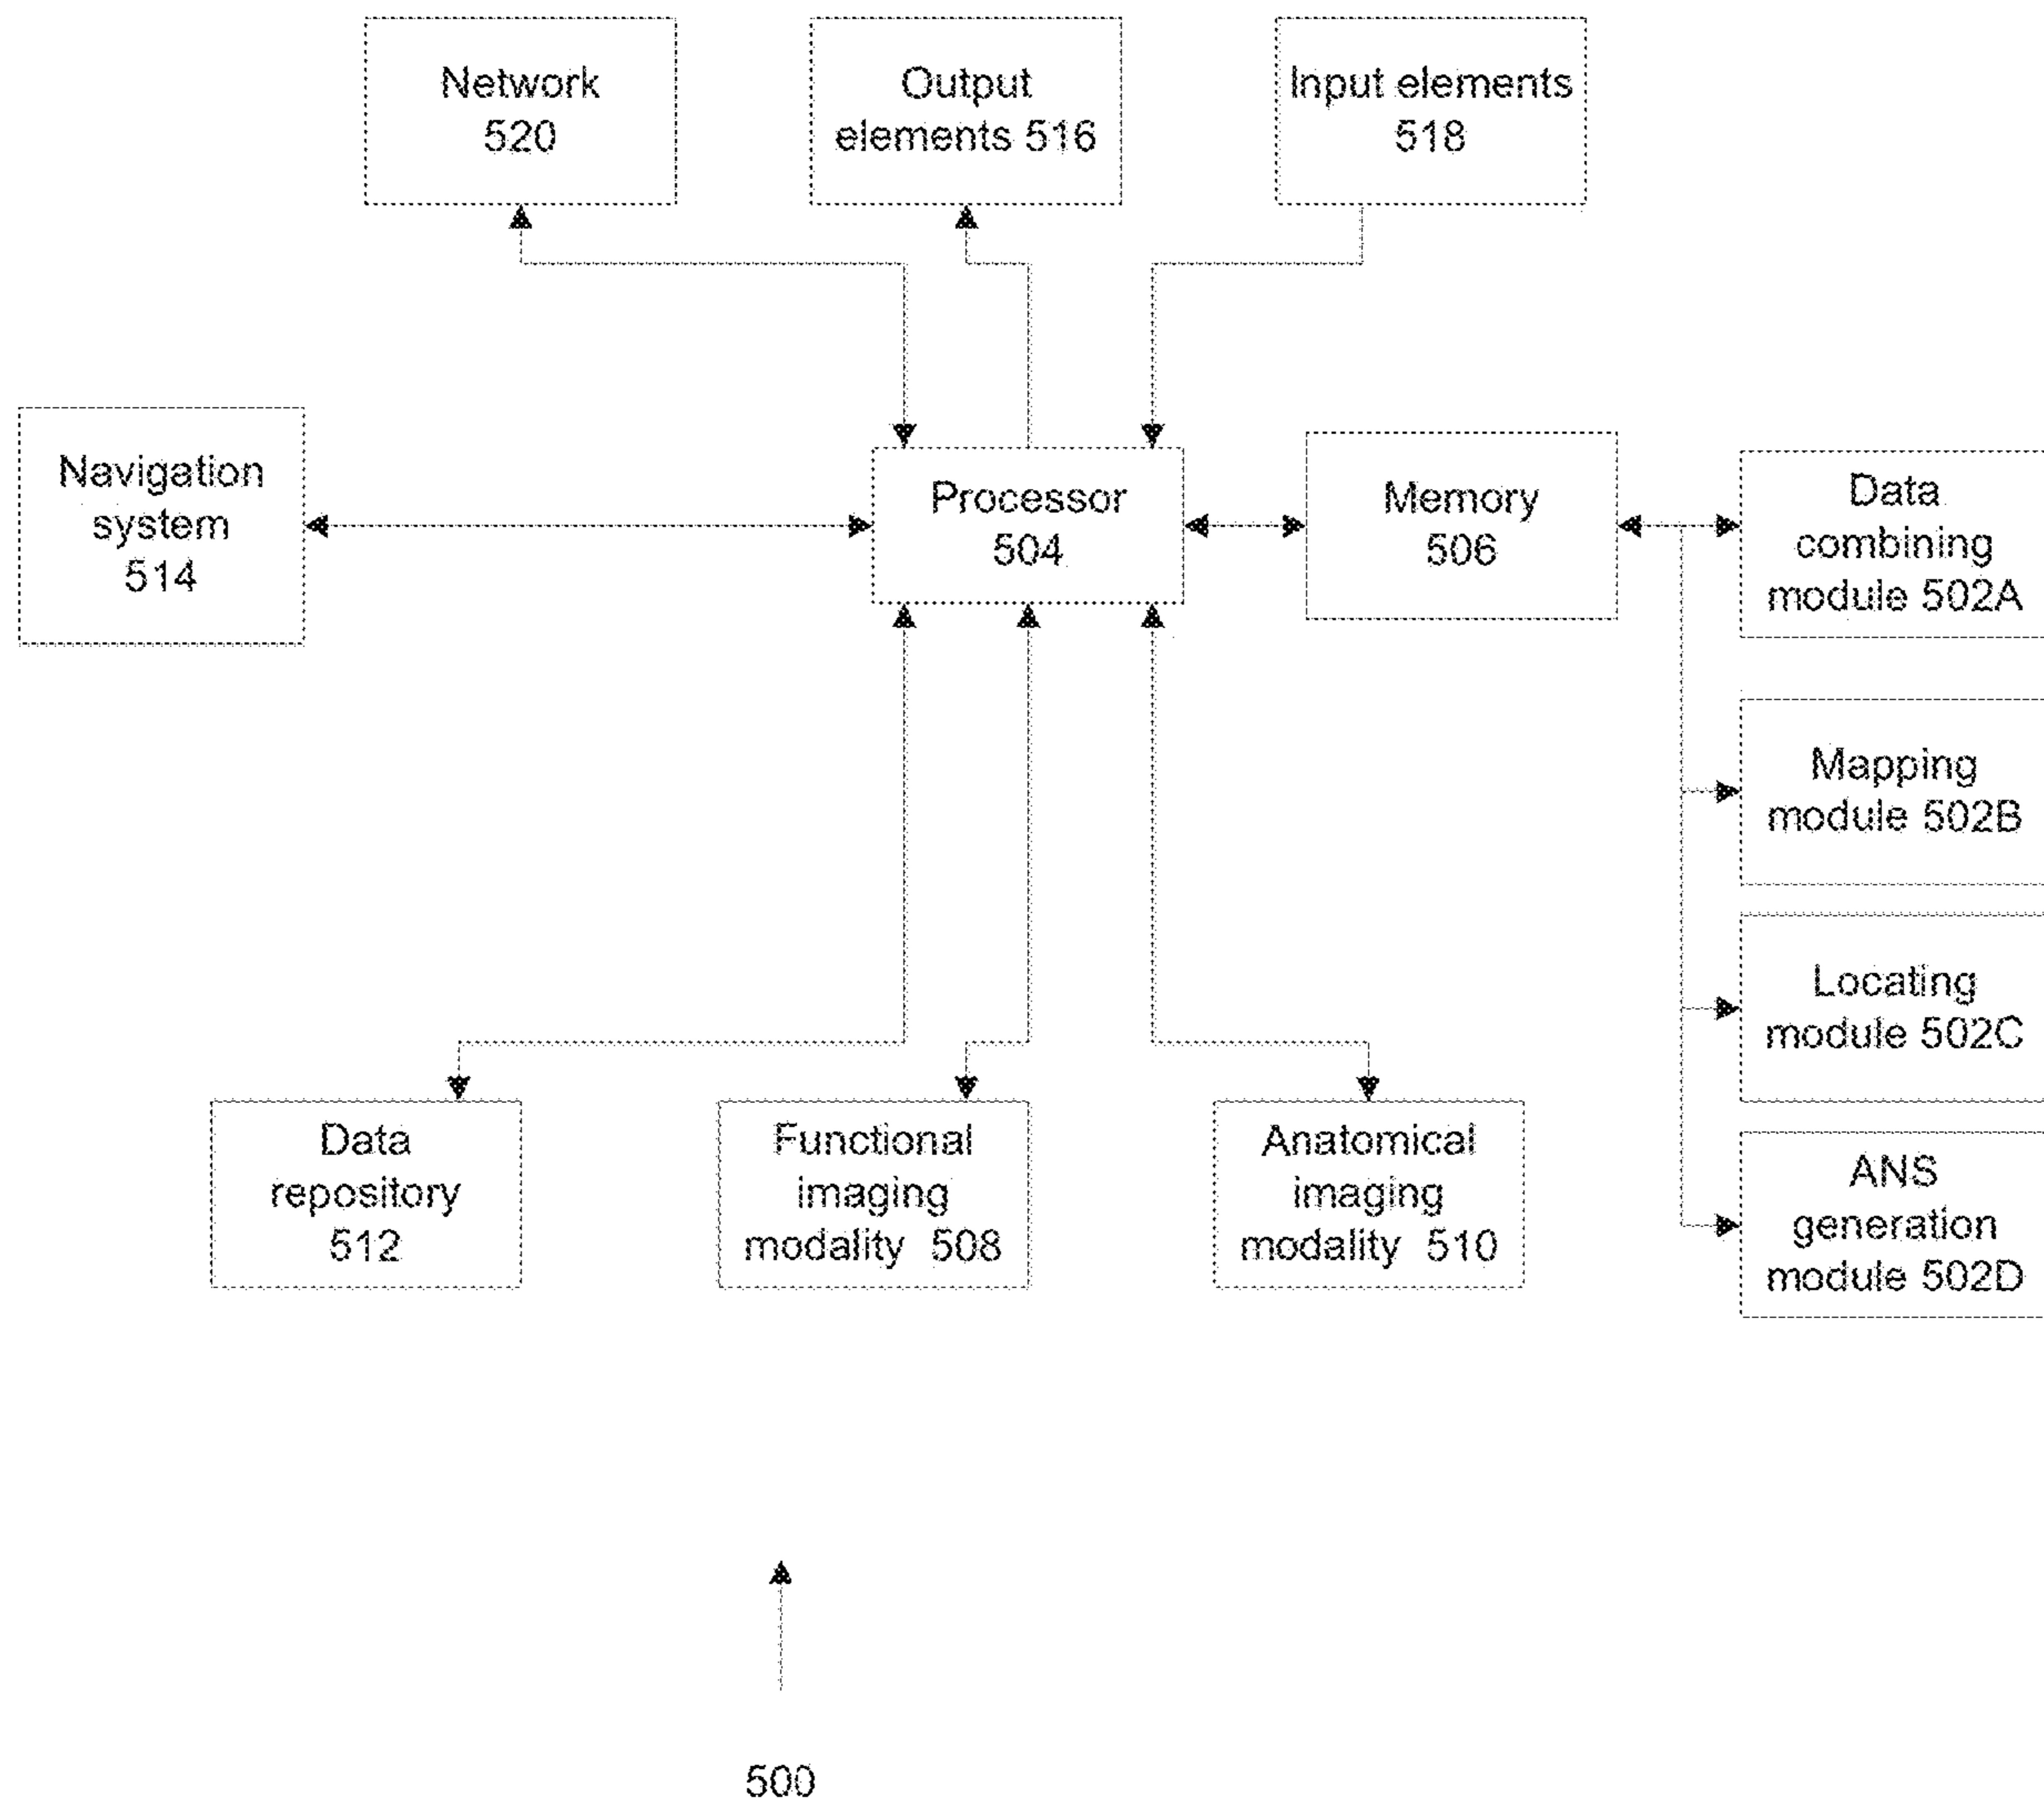 Network
520
Output
elements 516
Input elements
518
Navigation
system
514
Processor
504
Memory
506
Data
combining
module 502A
Mapping
module 502B
Locating
module 502C
ANS
generation
module 502D
Data
repository
512
Functional
imaging
modality 508
Anatomical
imaging
modality 510
500